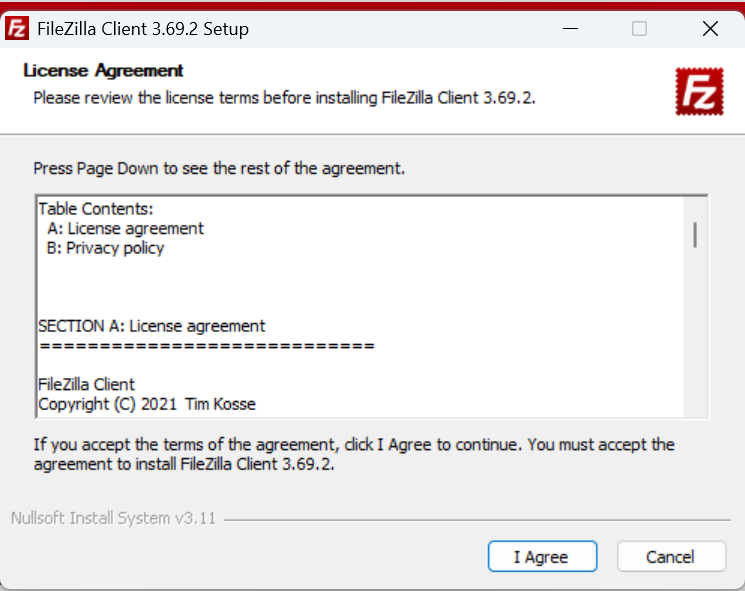 FileZilla Client 3.69.2 Setup
License Agreement
Please review the license terms before installing FileZilla Client 3.69.2.
Press Page Down to see the rest of the agreement.
Table Contents:
A: License agreement
B: Privacy policy
SECTION A: License agreement
============================
FileZilla Client
Copyright (C) 2021 Tim Kosse
If you accept the terms of the agreement, click I Agree to continue. You must accept the
agreement to install FileZilla Client 3.69.2.
Nullsoft Install System v3.11
I Agree
Cancel